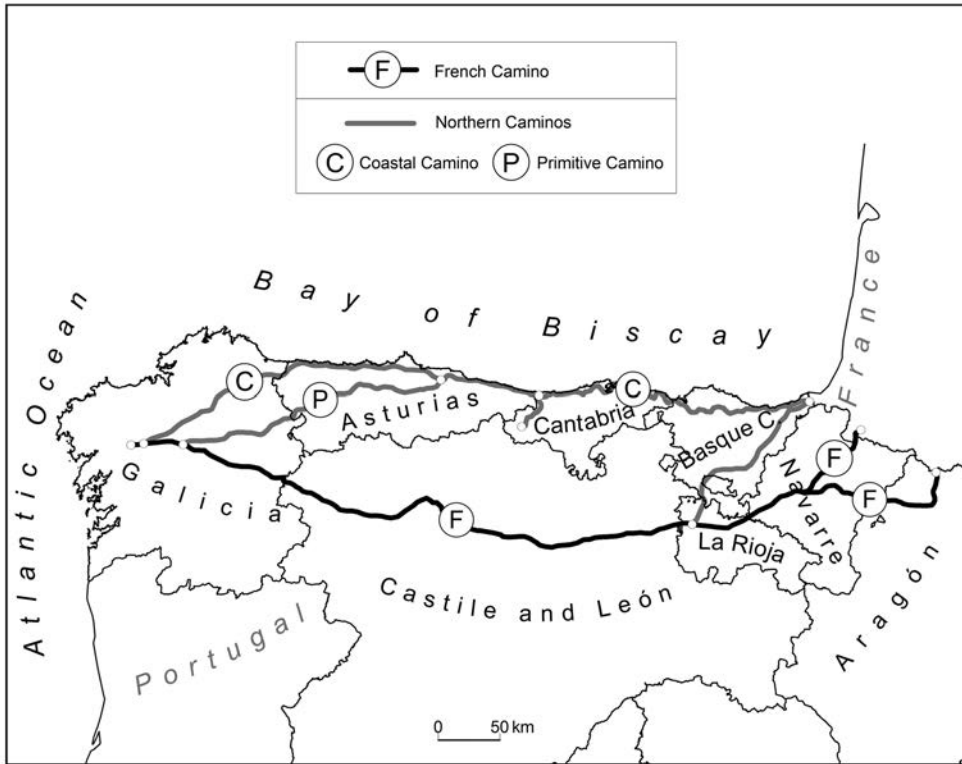 F French Camino
Northern Caminos
C Coastal Camino P Primitive Camino
Bay of Biscay
France
Atlantic Ocean
C
P
C
Asturias
Cantabria
Basque C.
Galicia
F
F
F
Navarre
La Rioja
Castile and León
Aragón
Portugal
0 50 km